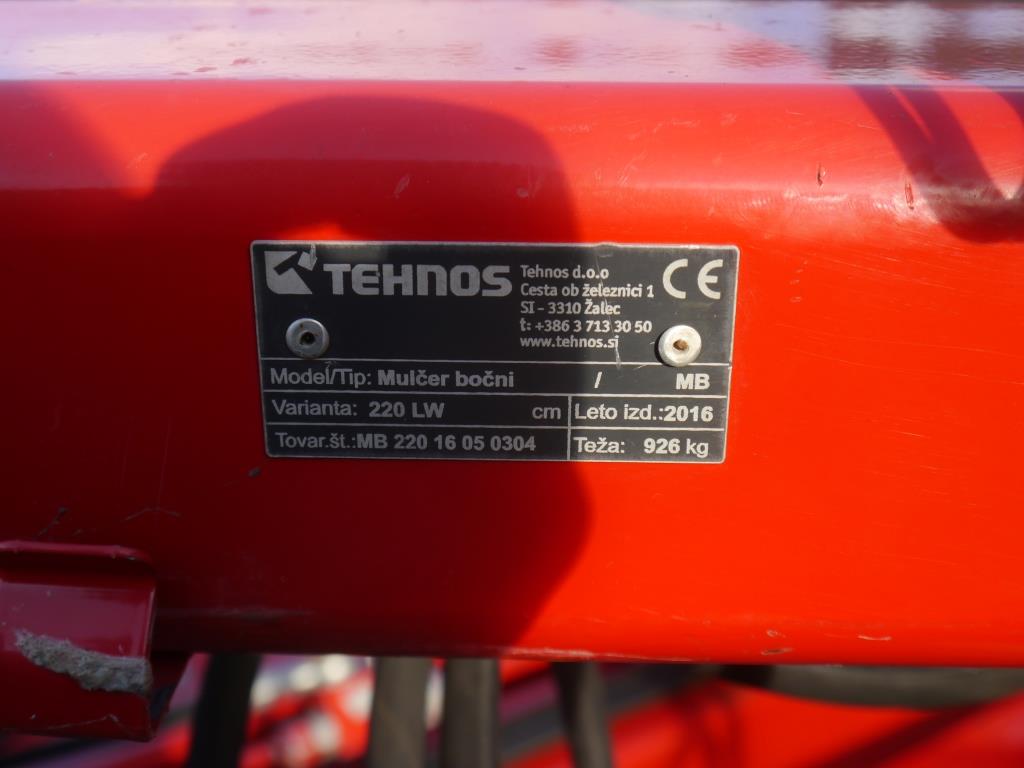 TEHNOS
Tehnos d.o.o
Cesta ob železnici 1
SI - 3310 Žalec
t: +386 3 713 30 50
www.tehnos.si
CE
Model/Tip: Mulčer bočni / MB
Varianta: 220 LW cm
Leto izd.:2016
Tovar.št.:MB 220 16 05 0304
Teža: 926 kg